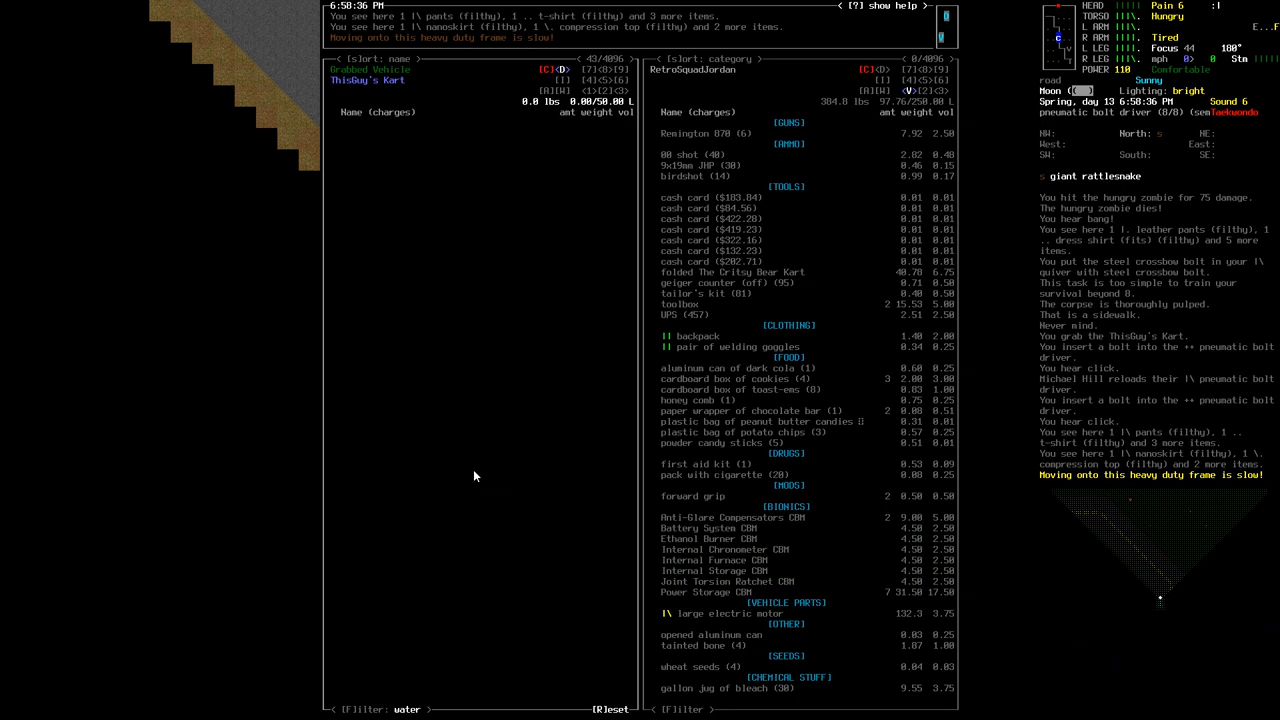 6:58:36 PM
< [?] show help >
You see here 1 |\ pants (filthy), 1 .. t-shirt (filthy) and 3 more items.
You see here 1 |\ nanoskirt (filthy), 1 \. compression top (filthy) and 2 more items.
Moving onto this heavy duty frame is slow!
< [s]ort: name >
43/4096 >
Grabbed Vehicle
[C]<D> [7]<8>[9]
ThisGuy's Kart
[I] [4]<5>[6]
[A][W] <1>[2]<3>
0.0 lbs 0.00/50.00 L
Name (charges) amt weight vol
< [F]ilter: water >
[R]eset
< [s]ort: category >
0/4096 >
RetroSquadJordan
[C]<D> [7]<8>[9]
[I] [4]<5>[6]
[A][W] <V>[2]<3>
384.8 lbs 97.76/250.00 L
Name (charges) amt weight vol
[GUNS]
Remington 870 (6) 7.92 2.50
[AMMO]
00 shot (40) 2.82 0.48
9x19mm JHP (30) 0.46 0.15
birdshot (14) 0.99 0.17
[TOOLS]
cash card ($183.84) 0.01 0.01
cash card ($84.56) 0.01 0.01
cash card ($422.28) 0.01 0.01
cash card ($419.23) 0.01 0.01
cash card ($322.16) 0.01 0.01
cash card ($132.23) 0.01 0.01
cash card ($202.71) 0.01 0.01
folded The Critsy Bear Kart 40.78 6.75
geiger counter (off) (95) 0.71 0.50
tailor's kit (81) 0.40 0.50
toolbox 2 15.53 5.00
UPS (457) 2.51 2.50
[CLOTHING]
|| backpack 1.40 2.00
|| pair of welding goggles 0.34 0.25
[FOOD]
aluminum can of dark cola (1) 0.60 0.25
cardboard box of cookies (4) 3 2.00 3.00
cardboard box of toast-ems (8) 0.83 1.00
honey comb (1) 0.75 0.25
paper wrapper of chocolate bar (1) 2 0.08 0.51
plastic bag of peanut butter candies 0.31 0.01
plastic bag of potato chips (3) 0.57 0.25
powder candy sticks (5) 0.51 0.01
[DRUGS]
first aid kit (1) 0.53 0.09
pack with cigarette (20) 0.08 0.25
[MODS]
forward grip 2 0.50 0.50
[BIONICS]
Anti-Glare Compensators CBM 2 9.00 5.00
Battery System CBM 4.50 2.50
Ethanol Burner CBM 4.50 2.50
Internal Chronometer CBM 4.50 2.50
Internal Furnace CBM 4.50 2.50
Internal Storage CBM 4.50 2.50
Joint Torsion Ratchet CBM 4.50 2.50
Power Storage CBM 7 31.50 17.50
[VEHICLE PARTS]
|\ large electric motor 132.3 3.75
[OTHER]
opened aluminum can 0.03 0.25
tainted bone (4) 1.87 1.00
[SEEDS]
wheat seeds (4) 0.04 0.03
[CHEMICAL STUFF]
gallon jug of bleach (30) 9.55 3.75
< [F]ilter >
HEAD ||||| Pain 6 :|
TORSO |||\. Hungry
L ARM ||||. E...F
R ARM |||\. Tired
L LEG ||||. Focus 44 180°
R LEG ||||. mph 0> 0 Stm |||||
POWER 110 Comfortable
road Sunny
Moon ( ) Lighting: bright
Spring, day 13 6:58:36 PM Sound 6
pneumatic bolt driver (8/8) (semTaekwondo
NW: North: s NE:
West: East:
SW: South: SE:
s giant rattlesnake
You hit the hungry zombie for 75 damage.
The hungry zombie dies!
You hear bang!
You see here 1 |. leather pants (filthy), 1
.. dress shirt (fits) (filthy) and 5 more
items.
You put the steel crossbow bolt in your |\
quiver with steel crossbow bolt.
This task is too simple to train your
survival beyond 8.
The corpse is thoroughly pulped.
That is a sidewalk.
Never mind.
You grab the ThisGuy's Kart.
You insert a bolt into the ++ pneumatic bolt
driver.
You hear click.
Michael Hill reloads their |\ pneumatic bolt
driver.
You insert a bolt into the ++ pneumatic bolt
driver.
You hear click.
You see here 1 |\ pants (filthy), 1 ..
t-shirt (filthy) and 3 more items.
You see here 1 |\ nanoskirt (filthy), 1 \.
compression top (filthy) and 2 more items.
Moving onto this heavy duty frame is slow!